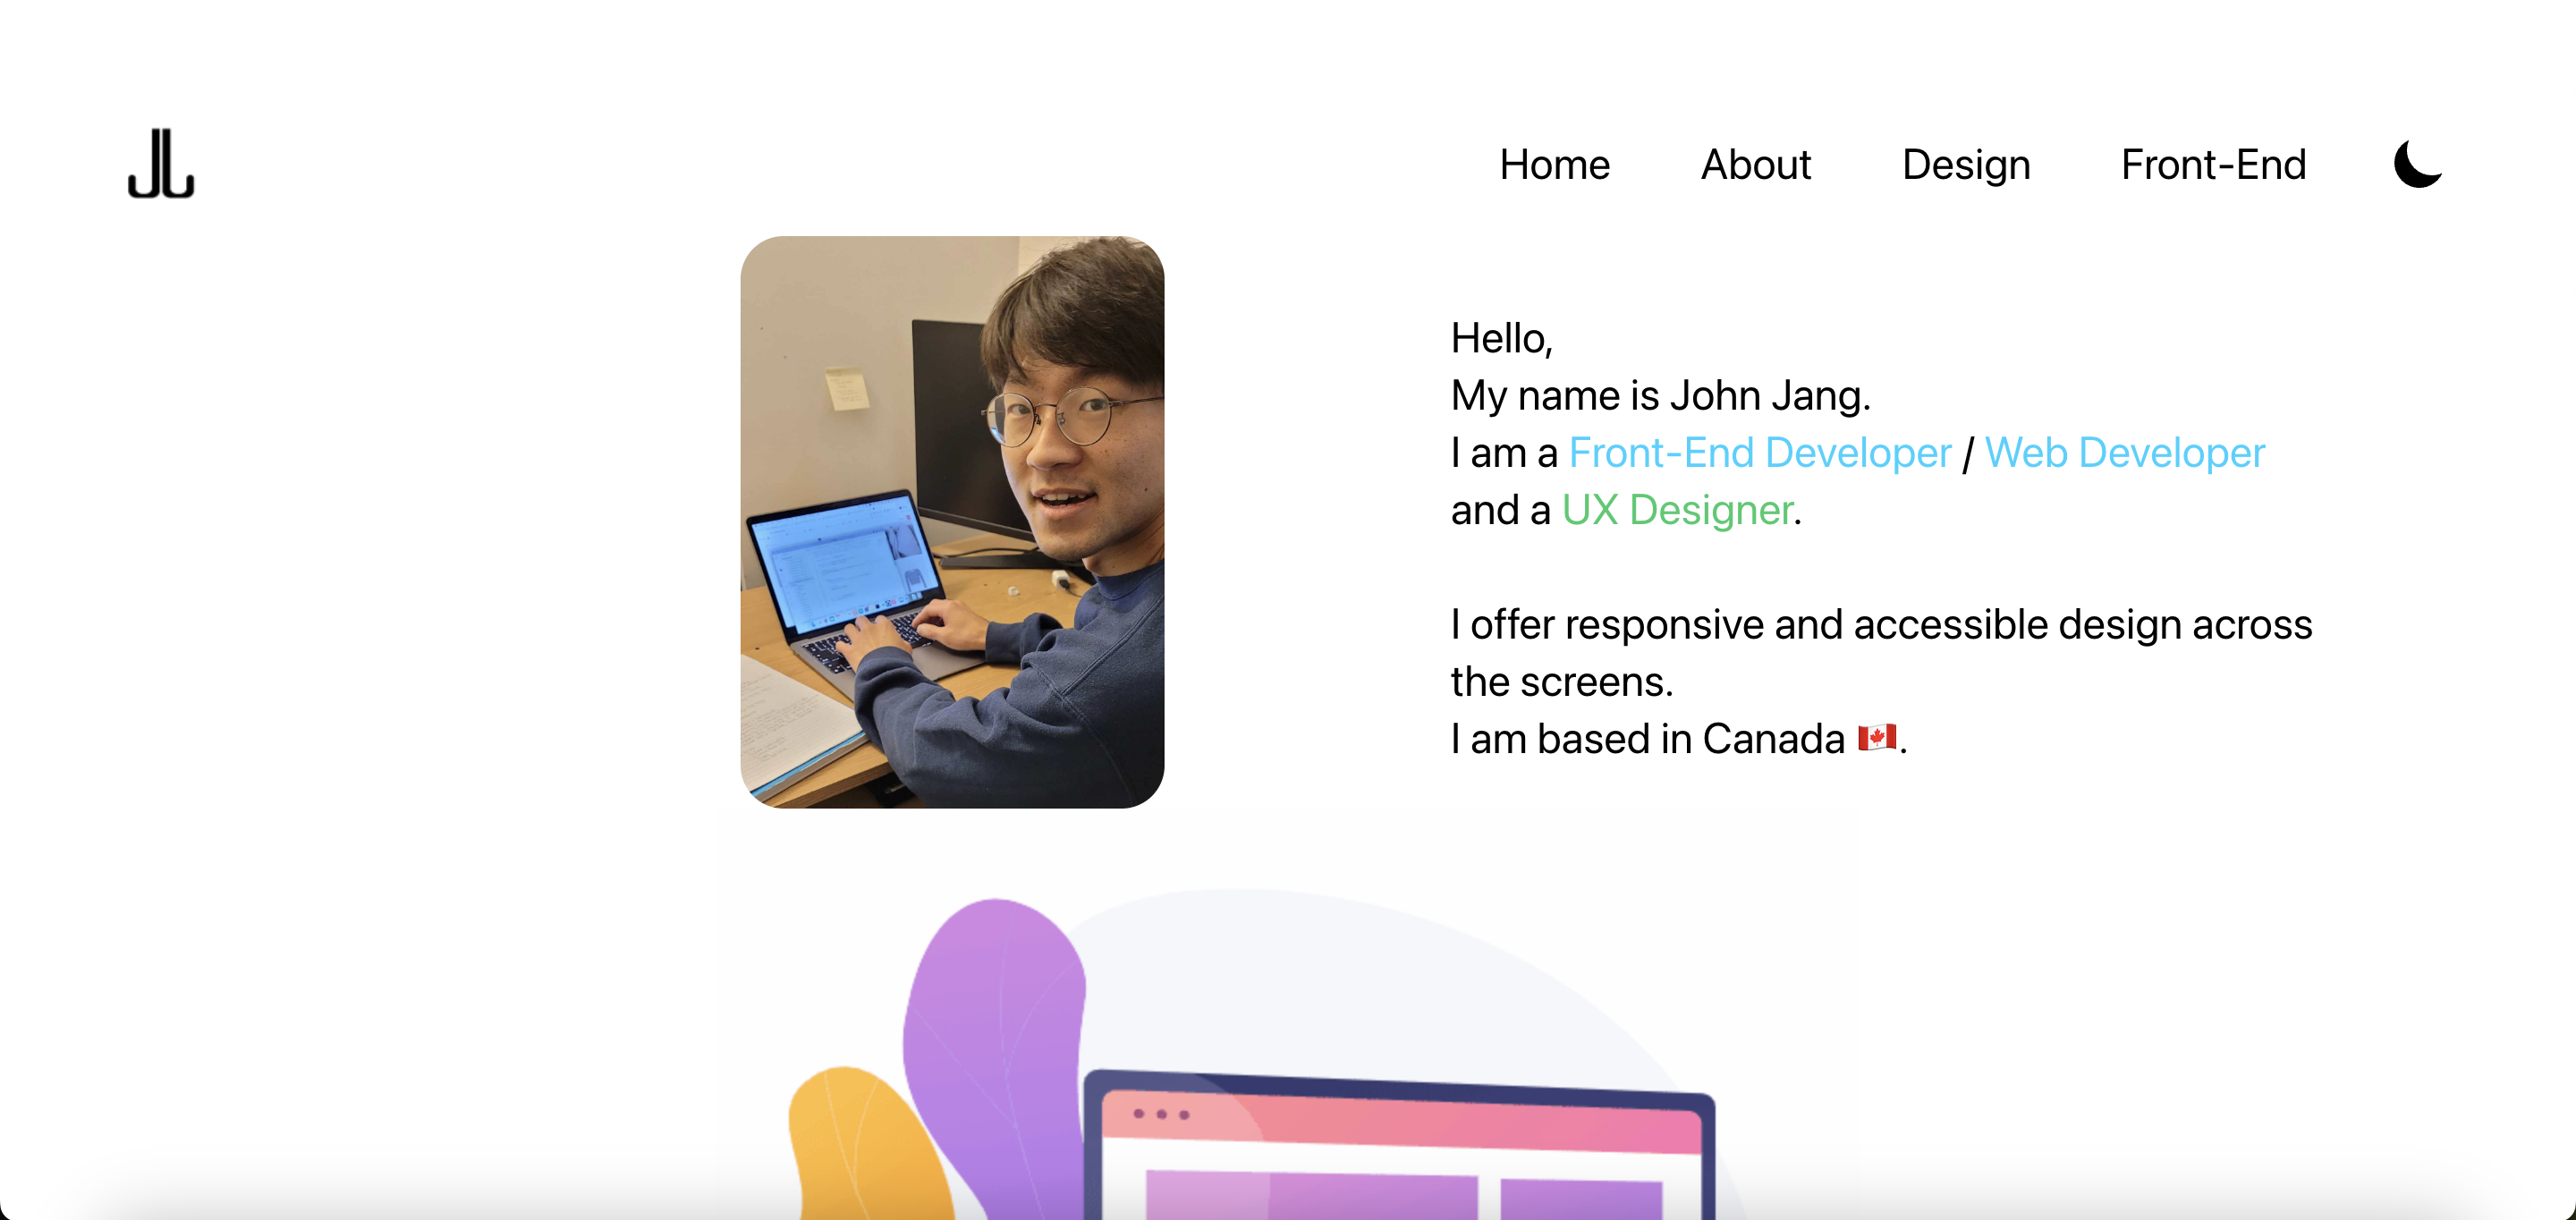 JJ
Home About Design Front-End
Hello,
My name is John Jang.
I am a Front-End Developer / Web Developer
and a UX Designer.
I offer responsive and accessible design across
the screens.
I am based in Canada 🇨🇦.